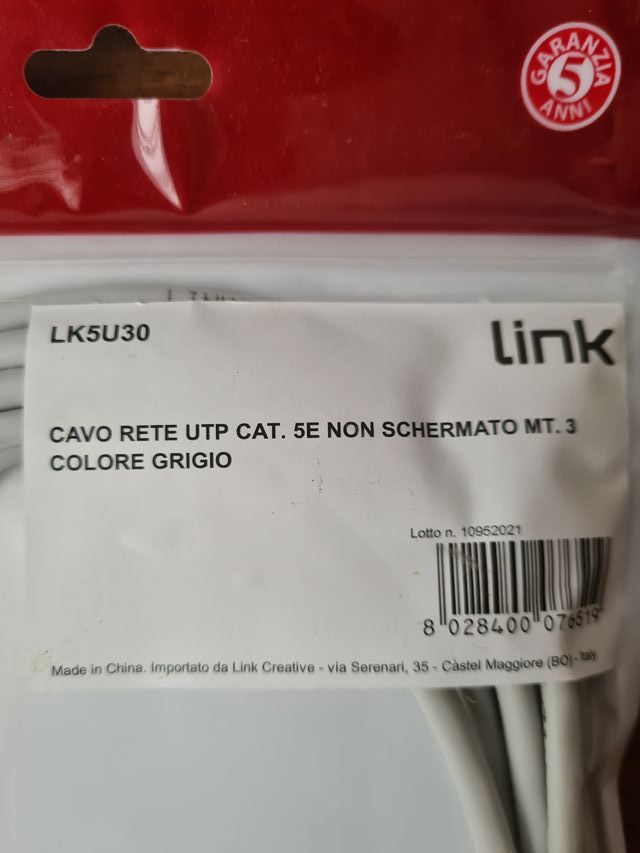 GARANZIA
5
ANNI
LK5U30
link
CAVO RETE UTP CAT. 5E NON SCHERMATO MT. 3
COLORE GRIGIO
Lotto n. 10952021
8 028400 076519
Made in China. Importato da Link Creative - via Serenari, 35 - Castel Maggiore (BO) - Italy